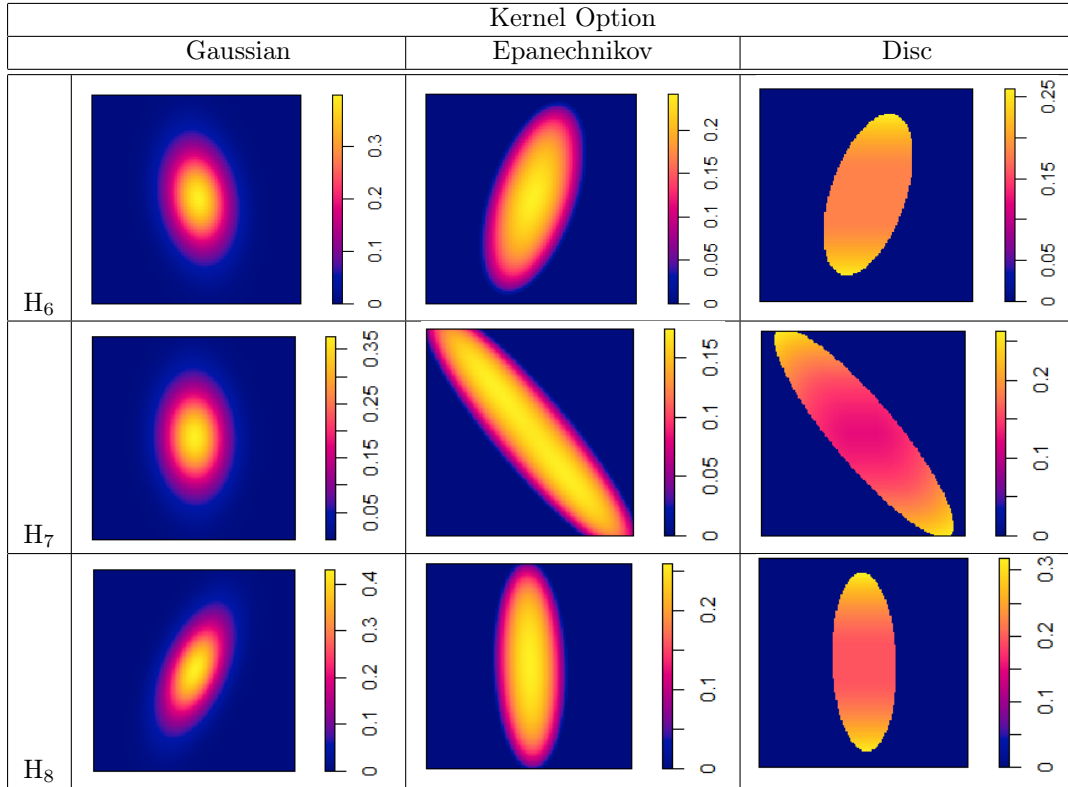 Kernel Option
Gaussian Epanechnikov Disc
H6
0 0.1 0.2 0.3
0 0.05 0.1 0.15 0.2
0.05 0.15 0.25
0
H7
0.05 0.15 0.25 0.35
0 0.05 0.1 0.15
0 0.1 0.2
H8
0 0.1 0.2 0.3 0.4
0 0.1 0.2
0 0.1 0.2 0.3